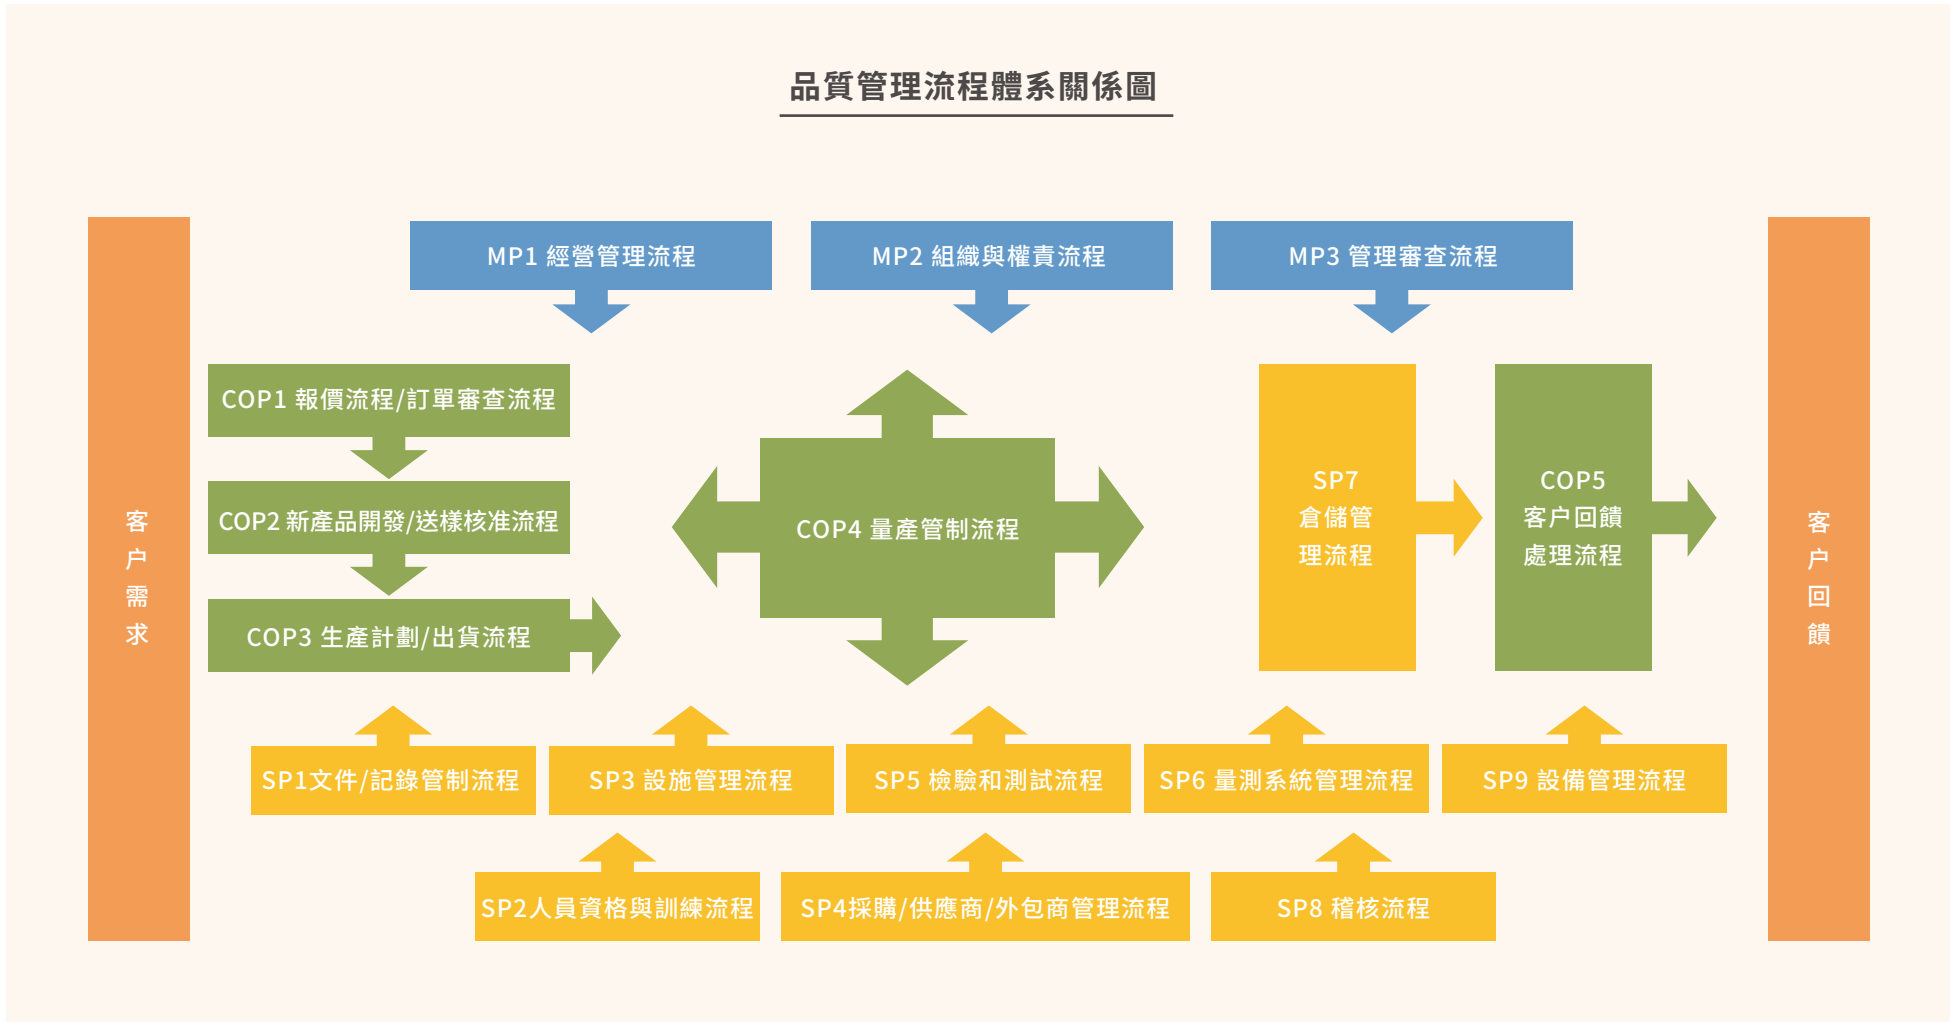 品質管理流程體系關係圖
MP1 經營管理流程
MP2 組織與權責流程
MP3 管理審查流程
客
户
需
求
COP1 報價流程/訂單審查流程
COP2 新產品開發/送樣核准流程
COP3 生產計劃/出貨流程
COP4 量產管制流程
SP7
倉儲管
理流程
COP5
客户回饋
處理流程
客
户
回
饋
SP1文件/記錄管制流程
SP3 設施管理流程
SP5 檢驗和測試流程
SP6 量測系統管理流程
SP9 設備管理流程
SP2人員資格與訓練流程
SP4採購/供應商/外包商管理流程
SP8 稽核流程